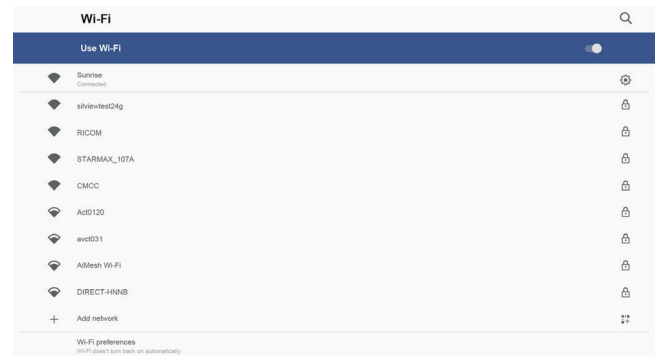 Wi-Fi
Use Wi-Fi
Sunrise
Connected
silviewtest24g
RICOM
STARMAX_107A
CMCC
Act0120
avct031
AiMesh Wi-Fi
DIRECT-HNNB
Add network
Wi-Fi preferences
Wi-Fi does't turn back on automatically